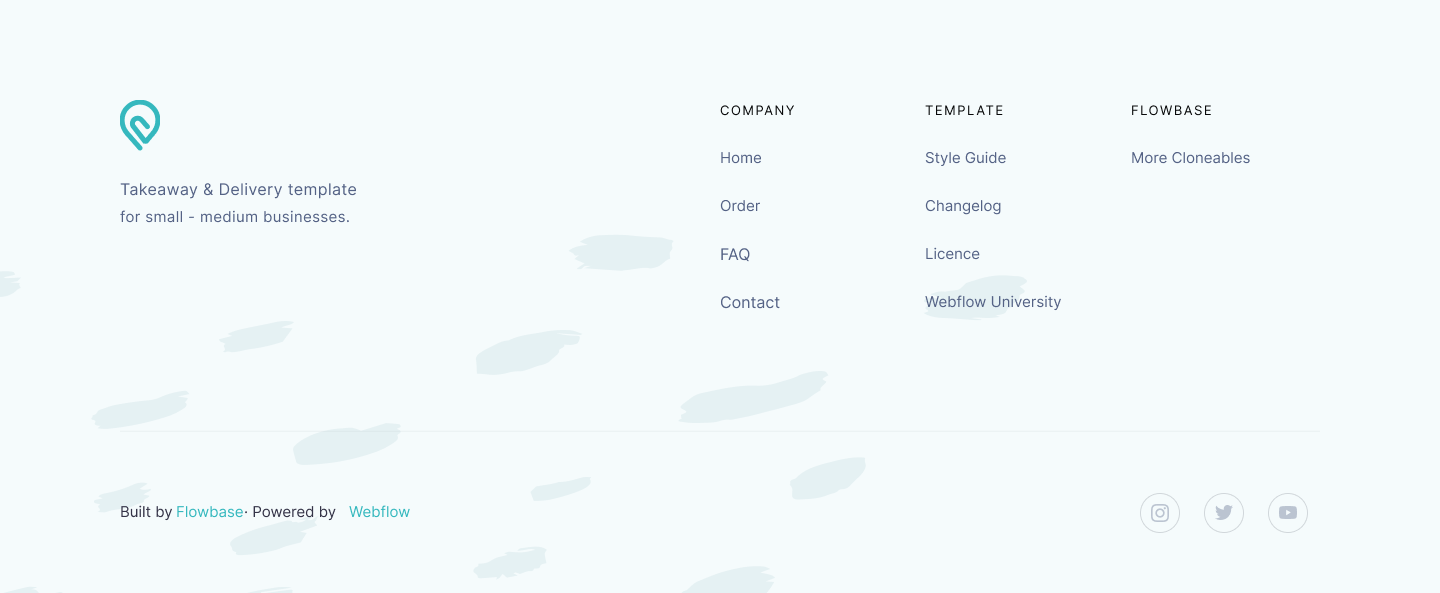 Takeaway & Delivery template
for small - medium businesses.
COMPANY
Home
Order
FAQ
Contact
TEMPLATE
Style Guide
Changelog
Licence
Webflow University
FLOWBASE
More Cloneables
Built by Flowbase· Powered by Webflow